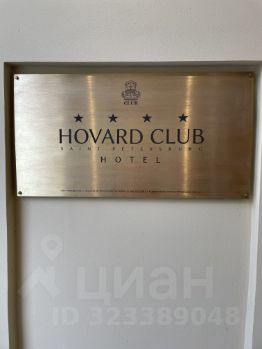 CLUB
★ ★ ★ ★
HOVARD CLUB
SAINT PETERSBURG
HOTEL
циан
ID 323389048